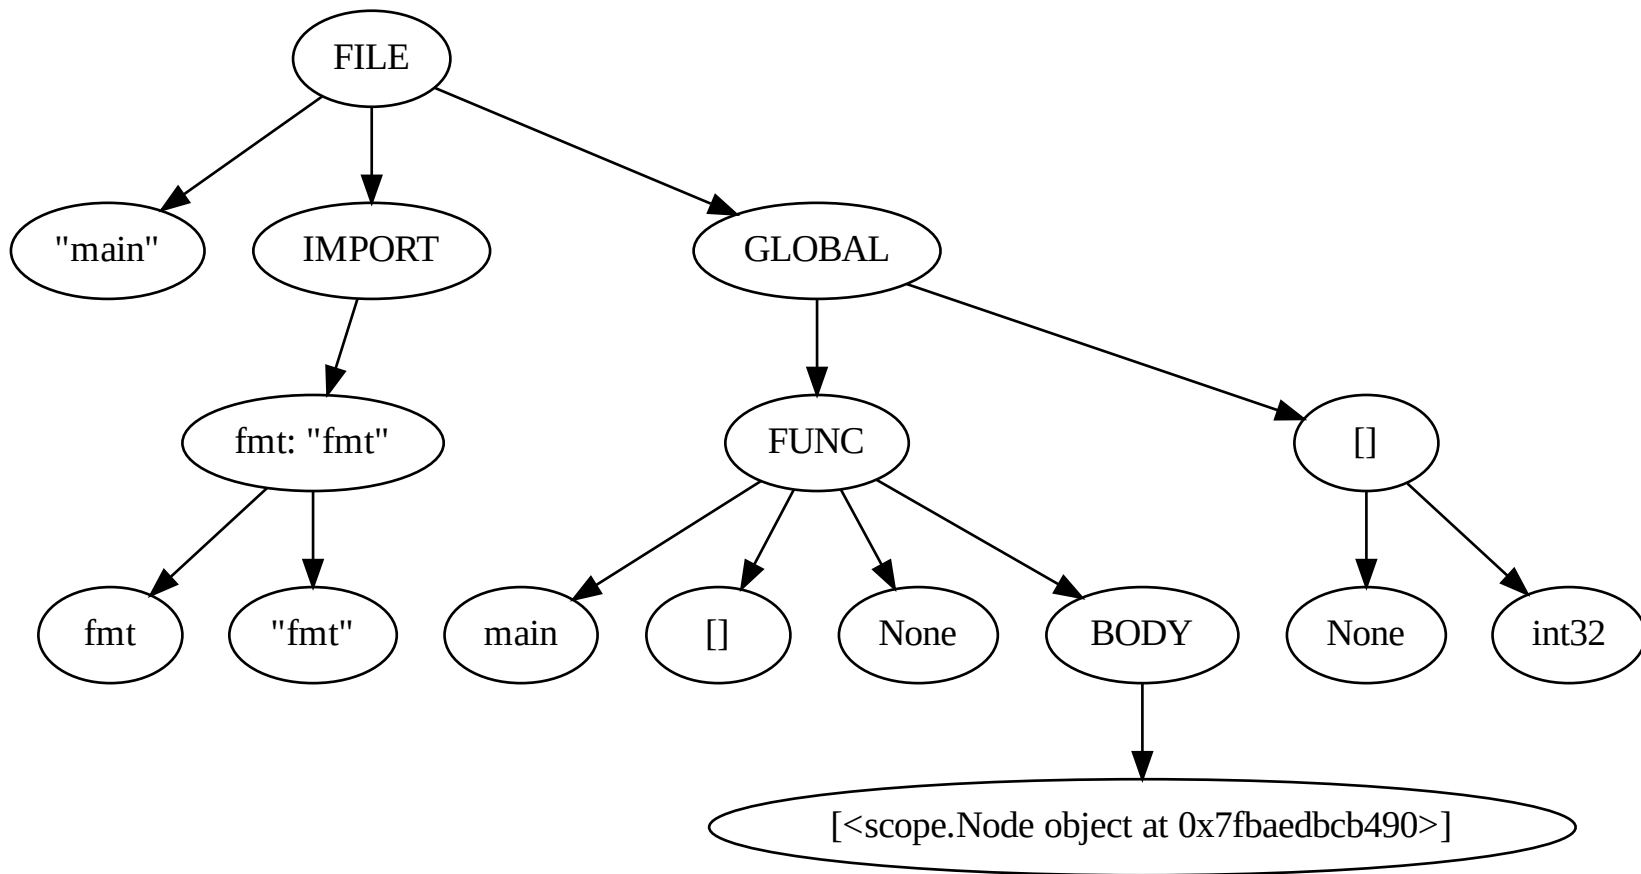 FILE
"main"
IMPORT
GLOBAL
fmt: "fmt"
FUNC
[]
fmt
"fmt"
main
[]
None
BODY
None
int32
[<scope.Node object at 0x7fbaedbcb490>]